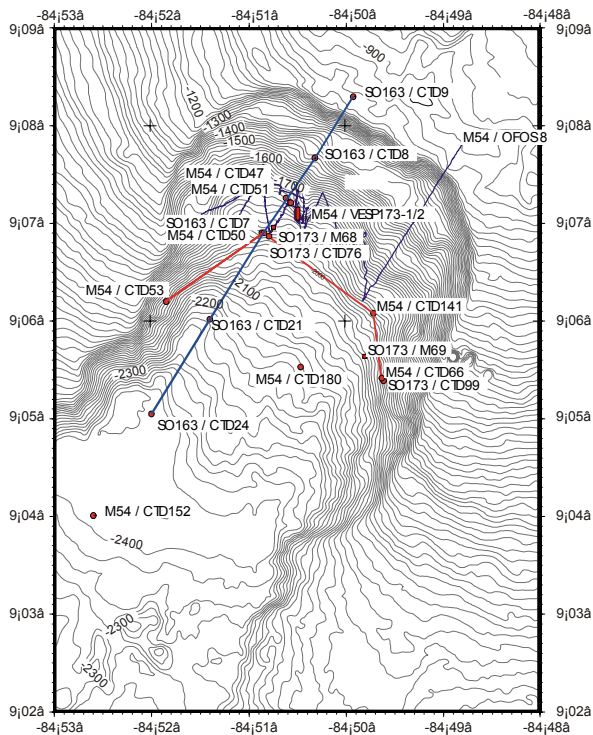 -84¡53â -84¡52â -84¡51â -84¡50â -84¡49â -84¡48â
9¡09â 9¡09â
-900
-1200
SO163 / CTD9
-1300
9¡08â 9¡08â
-1400
-1500
M54 / OFOS8
-1600
SO163 / CTD8
M54 / CTD47
-1700
M54 / CTD51
M54 / VESP173-1/2
9¡07â 9¡07â
SO163 / CTD7
M54 / CTD50
SO173 / M68
SO173 / CTD76
M54 / CTD53
-2100
-2200
M54 / CTD141
9¡06â 9¡06â
SO163 / CTD21
SO173 / M69
-2300
M54 / CTD180
M54 / CTD66
SO173 / CTD99
9¡05â 9¡05â
SO163 / CTD24
M54 / CTD152
9¡04â 9¡04â
-2400
9¡03â 9¡03â
-2300
-2300
9¡02â 9¡02â
-84¡53â -84¡52â -84¡51â -84¡50â -84¡49â -84¡48â